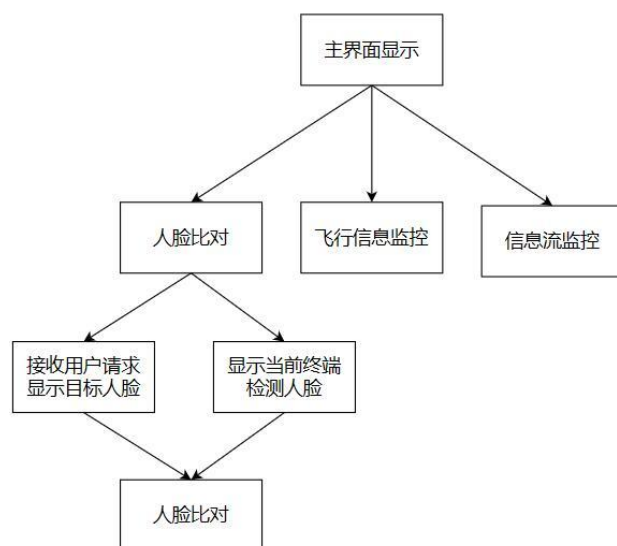 主界面显示
人脸比对
飞行信息监控
信息流监控
接收用户请求
显示目标人脸
显示当前终端
检测人脸
人脸比对